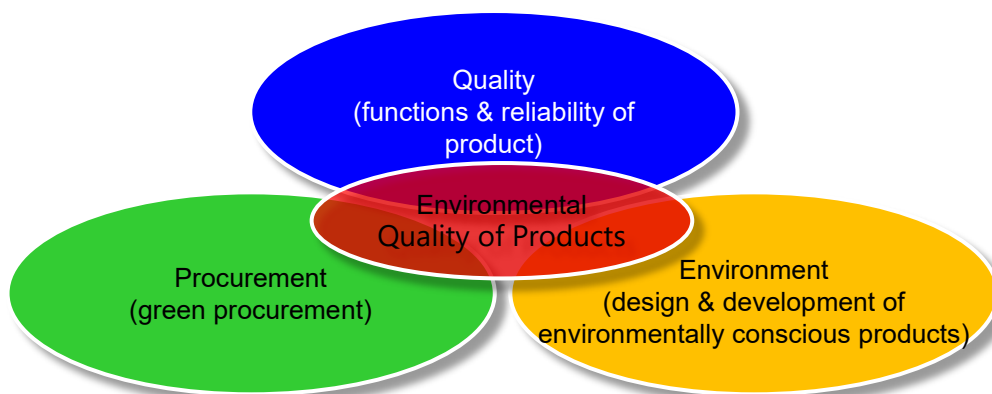 Quality
(functions & reliability of
product)
Environmental
Quality of Products
Procurement
(green procurement)
Environment
(design & development of
environmentally conscious products)